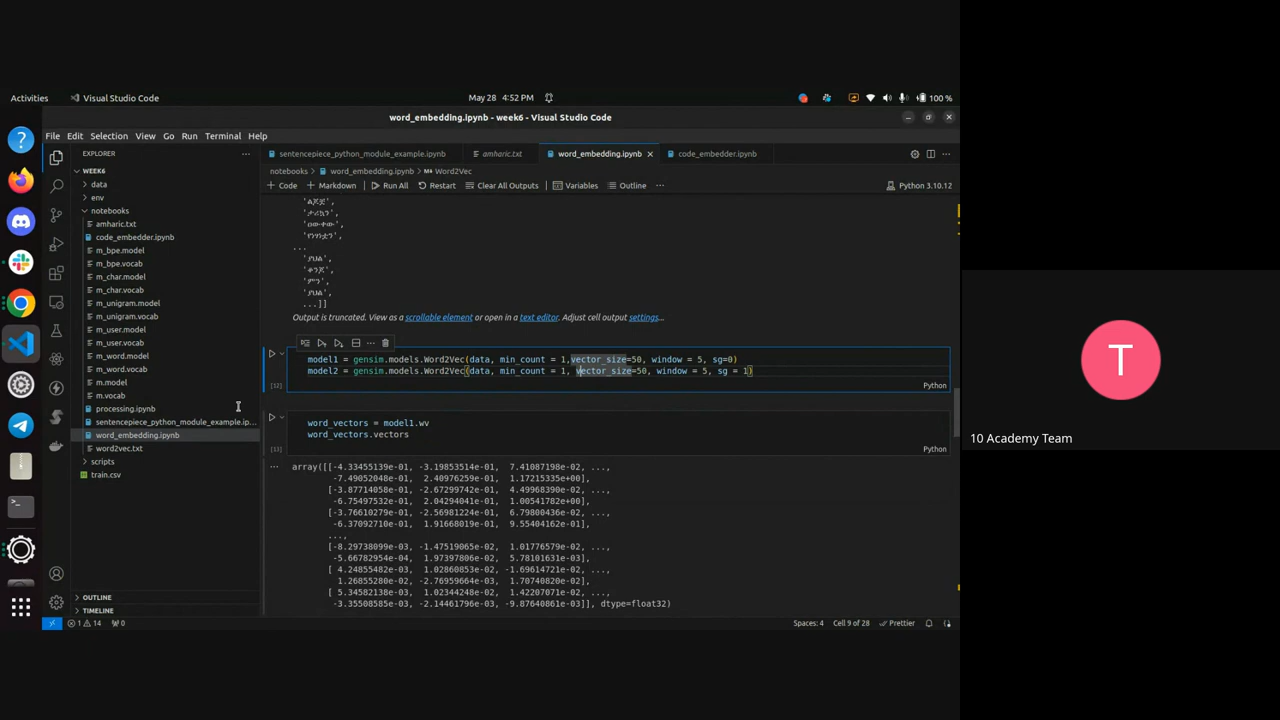 Activities
Visual Studio Code
May 28 4:52 PM
100 %
word_embedding.ipynb - week6 - Visual Studio Code
File Edit Selection View Go Run Terminal Help
EXPLORER
WEEK6
data
env
notebooks
amharic.txt
code_embedder.ipynb
m_bpe.model
m_bpe.vocab
m_char.model
m_char.vocab
m_unigram.model
m_unigram.vocab
m_user.model
m_user.vocab
m_word.model
m_word.vocab
m.model
m.vocab
processing.ipynb
sentencepiece_python_module_example.ip...
word_embedding.ipynb
word2vec.txt
scripts
train.csv
OUTLINE
TIMELINE
sentencepiece_python_module_example.ipynb amharic.txt word_embedding.ipynb code_embedder.ipynb
notebooks > word_embedding.ipynb > Word2Vec
+ Code + Markdown Run All Restart Clear All Outputs Variables Outline ... Python 3.10.12
...
'ያህል',
'ቆንጆ',
'ምን',
'ያህል',
...]]
Output is truncated. View as a scrollable element or open in a text editor. Adjust cell output settings...
model1 = gensim.models.Word2Vec(data, min_count = 1,vector_size=50, window = 5, sg=0)
model2 = gensim.models.Word2Vec(data, min_count = 1, vector_size=50, window = 5, sg = 1)
[12]
Python
word_vectors = model1.wv
word_vectors.vectors
[13]
Python
... array([[-4.33455139e-01, -3.19853514e-01, 7.41087198e-02, ...,
-7.49052048e-01, 2.40976259e-01, 1.17215335e+00],
[-3.87714058e-01, -2.67299742e-01, 4.49968390e-02, ...,
-6.75497532e-01, 2.04294041e-01, 1.00541782e+00],
[-3.76610279e-01, -2.56981224e-01, 6.79800436e-02, ...,
-6.37092710e-01, 1.91668019e-01, 9.55404162e-01],
...,
[-8.29738099e-03, -1.47519065e-02, 1.01776579e-02, ...,
-5.66782954e-04, 1.97397806e-02, 5.78101631e-03],
[ 4.24855482e-03, 1.02860853e-02, -1.69614721e-02, ...,
1.26855280e-02, -2.76959664e-03, 1.70740820e-02],
[ 5.34582138e-03, 1.02344248e-02, 1.42207071e-02, ...,
-3.35508585e-03, -2.14461796e-03, -9.87640861e-03]], dtype=float32)
1 14 0
Spaces: 4 Cell 9 of 28 Prettier
T
10 Academy Team